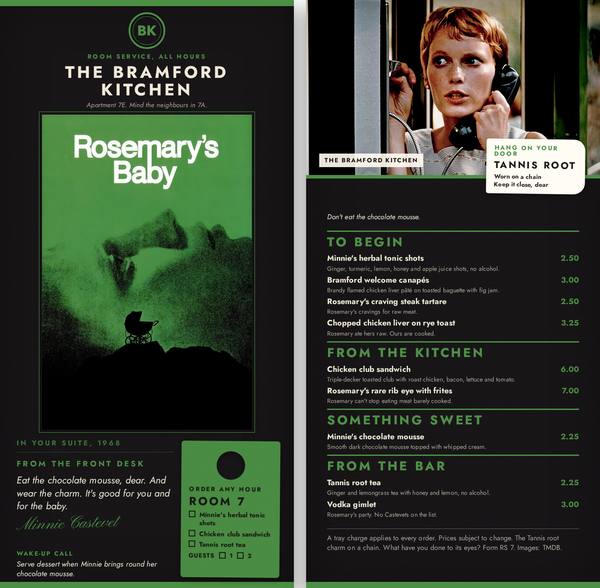 BK
ROOM SERVICE, ALL HOURS
THE BRAMFORD
KITCHEN
Apartment 7E. Mind the neighbours in 7A.
Rosemary's
Baby
IN YOUR SUITE, 1968
FROM THE FRONT DESK
Eat the chocolate mousse, dear. And
wear the charm. It's good for you and
for the baby.
Minnie Castevet
WAKE-UP CALL
Serve dessert when Minnie brings round her
chocolate mousse.
ORDER ANY HOUR
ROOM 7
Minnie's herbal tonic
shots
Chicken club sandwich
Tannis root tea
GUESTS 1 2
THE BRAMFORD KITCHEN
HANG ON YOUR
DOOR
TANNIS ROOT
Worn on a chain
Keep it close, dear
Don't eat the chocolate mousse.
TO BEGIN
Minnie's herbal tonic shots 2.50
Ginger, turmeric, lemon, honey and apple juice shots, no alcohol.
Bramford welcome canapés 3.00
Brandy flamed chicken liver pâté on toasted baguette with fig jam.
Rosemary's craving steak tartare 2.50
Rosemary's cravings for raw meat.
Chopped chicken liver on rye toast 3.25
Rosemary ate hers raw. Ours are cooked.
FROM THE KITCHEN
Chicken club sandwich 6.00
Triple-decker toasted club with roast chicken, bacon, lettuce and tomato.
Rosemary's rare rib eye with frites 7.00
Rosemary can't stop eating meat barely cooked.
SOMETHING SWEET
Minnie's chocolate mousse 2.25
Smooth dark chocolate mousse topped with whipped cream.
FROM THE BAR
Tannis root tea 2.25
Ginger and lemongrass tea with honey and lemon, no alcohol.
Vodka gimlet 3.00
Rosemary's party. No Castevets on the list.
A tray charge applies to every order. Prices subject to change. The Tannis root
charm on a chain. What have you done to its eyes? Form RS 7. Images: TMDB.